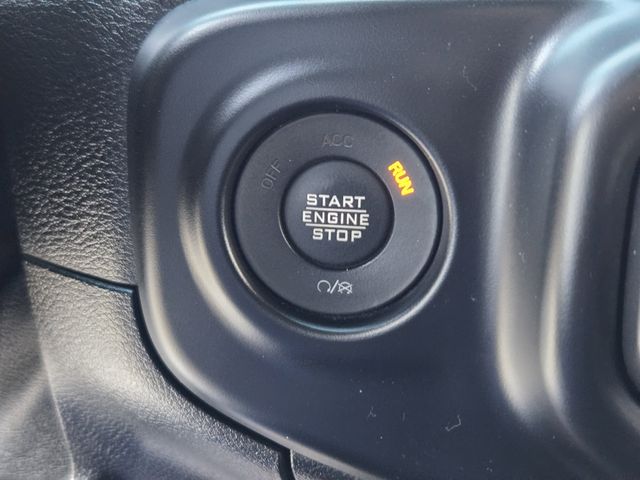 OFF ACC RUN
START
ENGINE
STOP